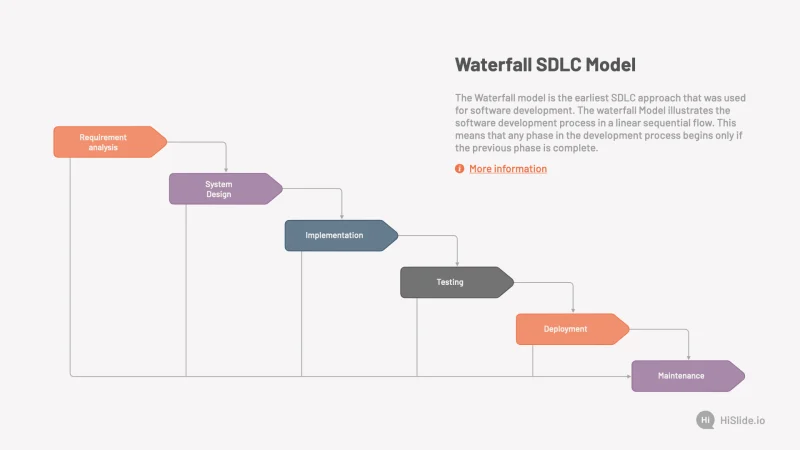 Waterfall SDLC Model
The Waterfall model is the earliest SDLC approach that was used
for software development. The waterfall Model illustrates the
software development process in a linear sequential flow. This
means that any phase in the development process begins only if
the previous phase is complete.
i More information
Requirement
analysis
System
Design
Implementation
Testing
Deployment
Maintenance
Hi HiSlide.io